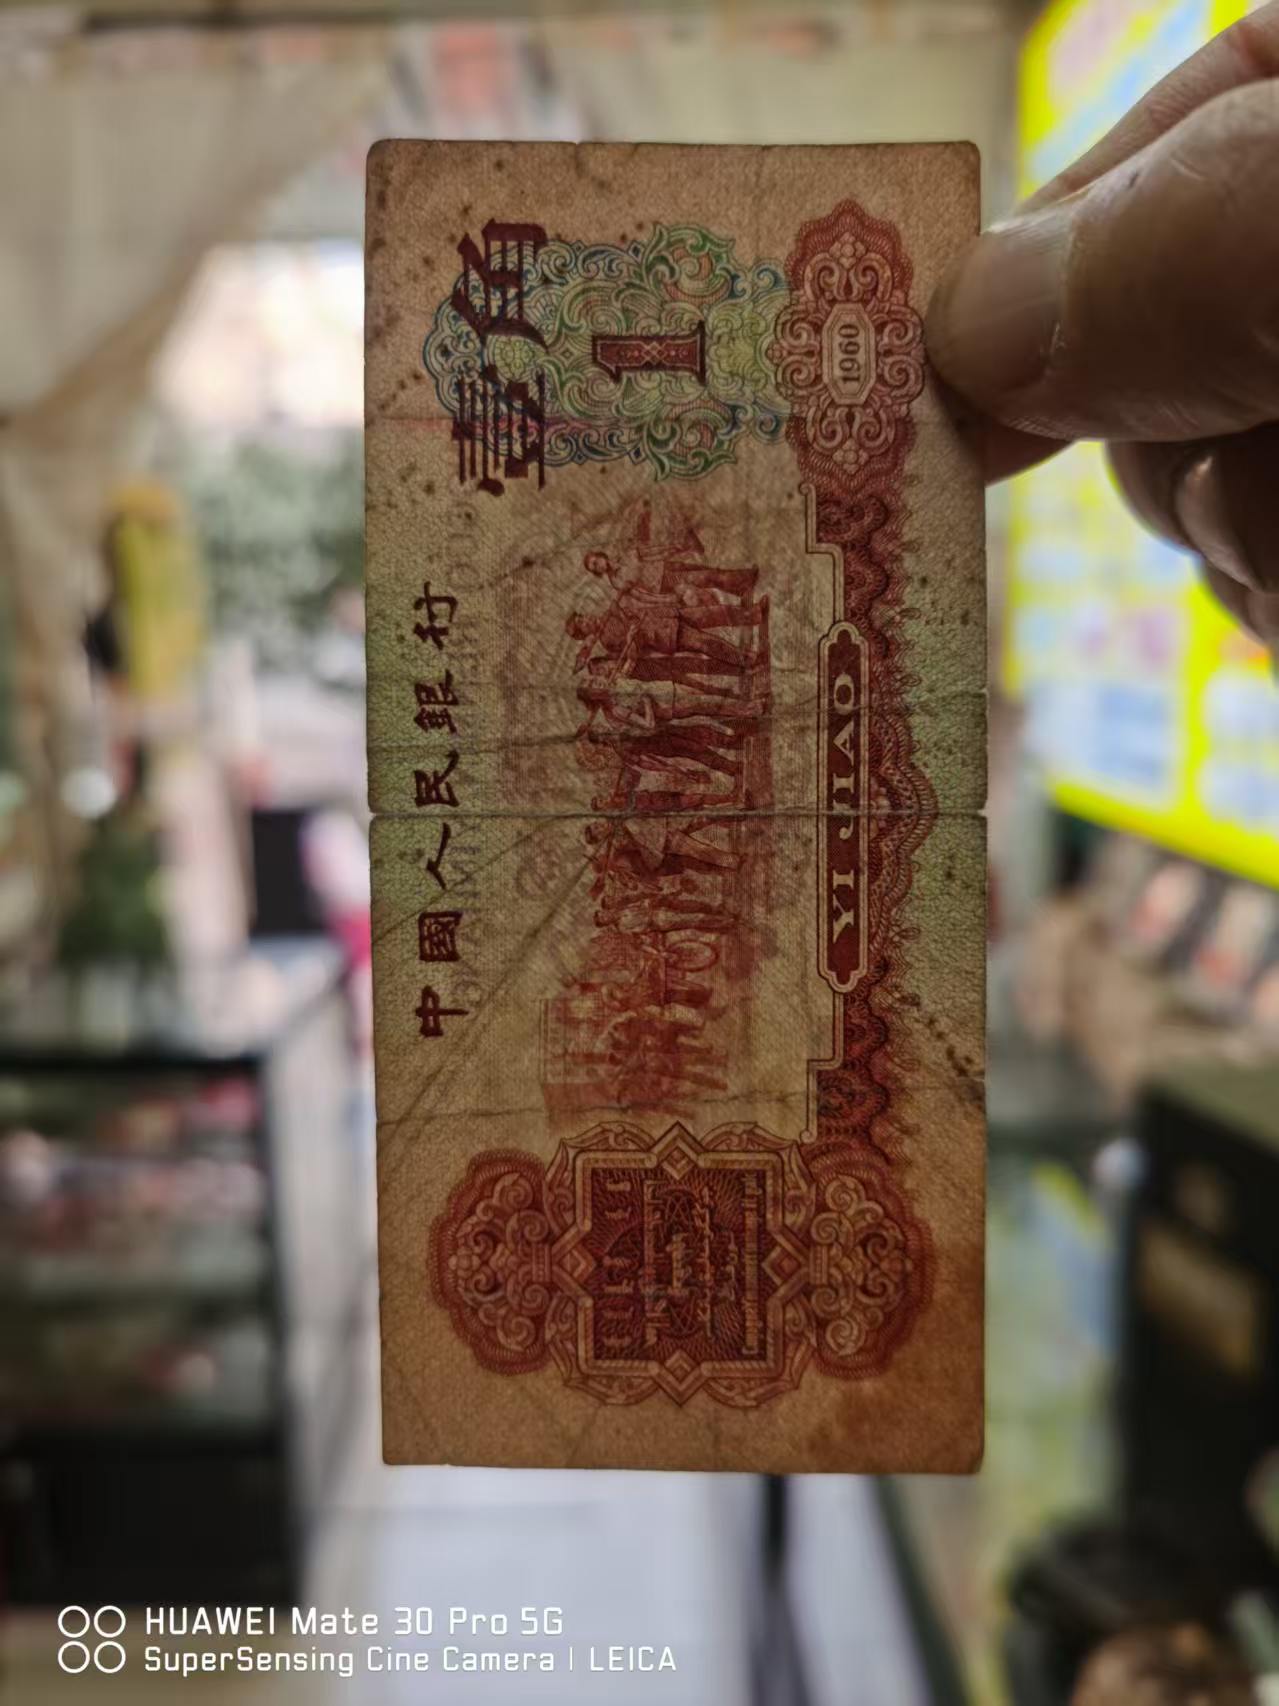 中國人民銀行
壹角
1
1960
YI JIAO
HUAWEI Mate 30 Pro 5G
SuperSensing Cine Camera | LEICA